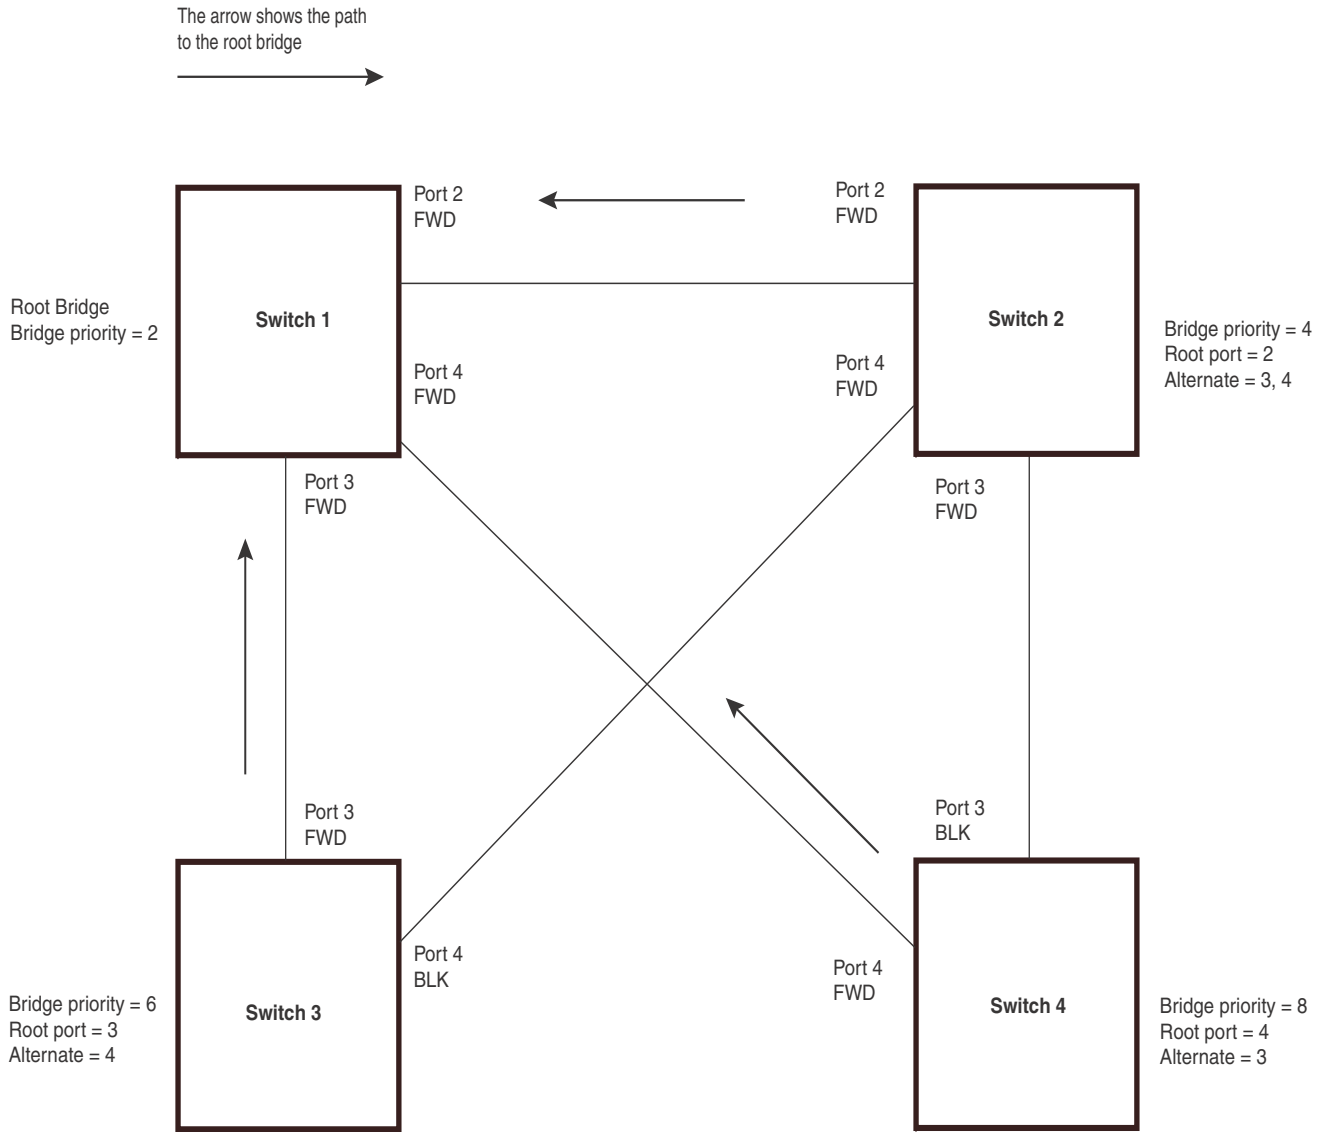 The arrow shows the path
to the root bridge
Port 2
FWD
Port 2
FWD
Root Bridge
Bridge priority = 2
Switch 1
Switch 2
Bridge priority = 4
Root port = 2
Alternate = 3, 4
Port 4
FWD
Port 4
FWD
Port 3
FWD
Port 3
FWD
Port 3
FWD
Port 3
BLK
Port 4
BLK
Port 4
FWD
Bridge priority = 6
Root port = 3
Alternate = 4
Switch 3
Switch 4
Bridge priority = 8
Root port = 4
Alternate = 3